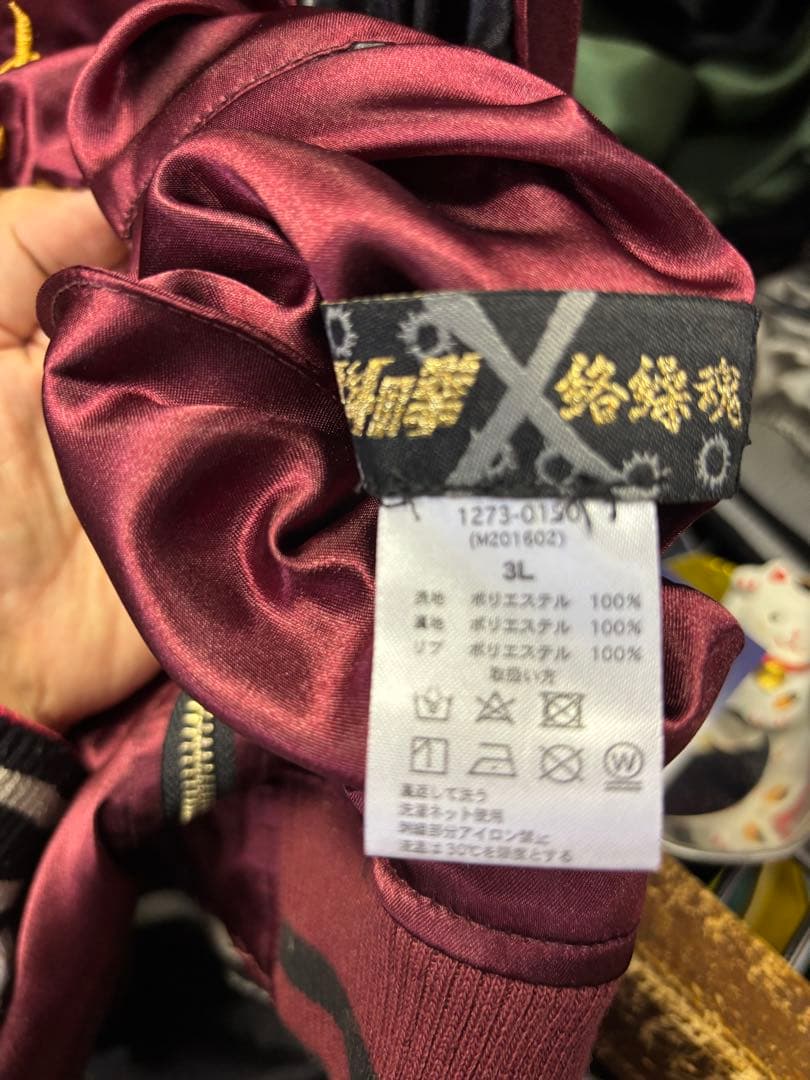 絡繰魂
1273-0190
(M201602)
3L
表地 ポリエステル 100%
裏地 ポリエステル 100%
リブ ポリエステル 100%
取扱い方
W
裏返して洗う
洗濯ネット使用
刺繍部分アイロン禁止
液温は30℃を限度とする